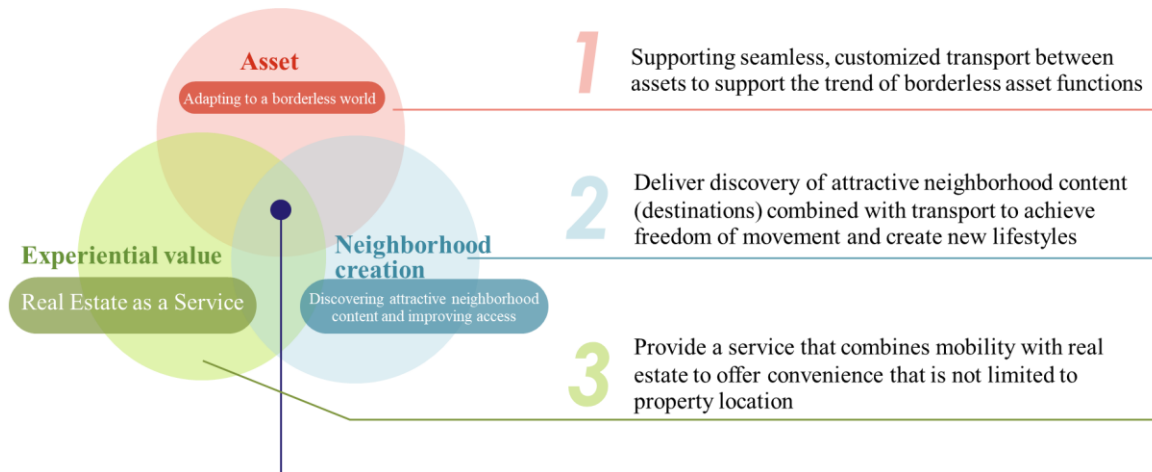 Asset
Adapting to a borderless world
Experiential value
Real Estate as a Service
Neighborhood
creation
Discovering attractive neighborhood
content and improving access
1
Supporting seamless, customized transport between
assets to support the trend of borderless asset functions
2
Deliver discovery of attractive neighborhood content
(destinations) combined with transport to achieve
freedom of movement and create new lifestyles
3
Provide a service that combines mobility with real
estate to offer convenience that is not limited to
property location